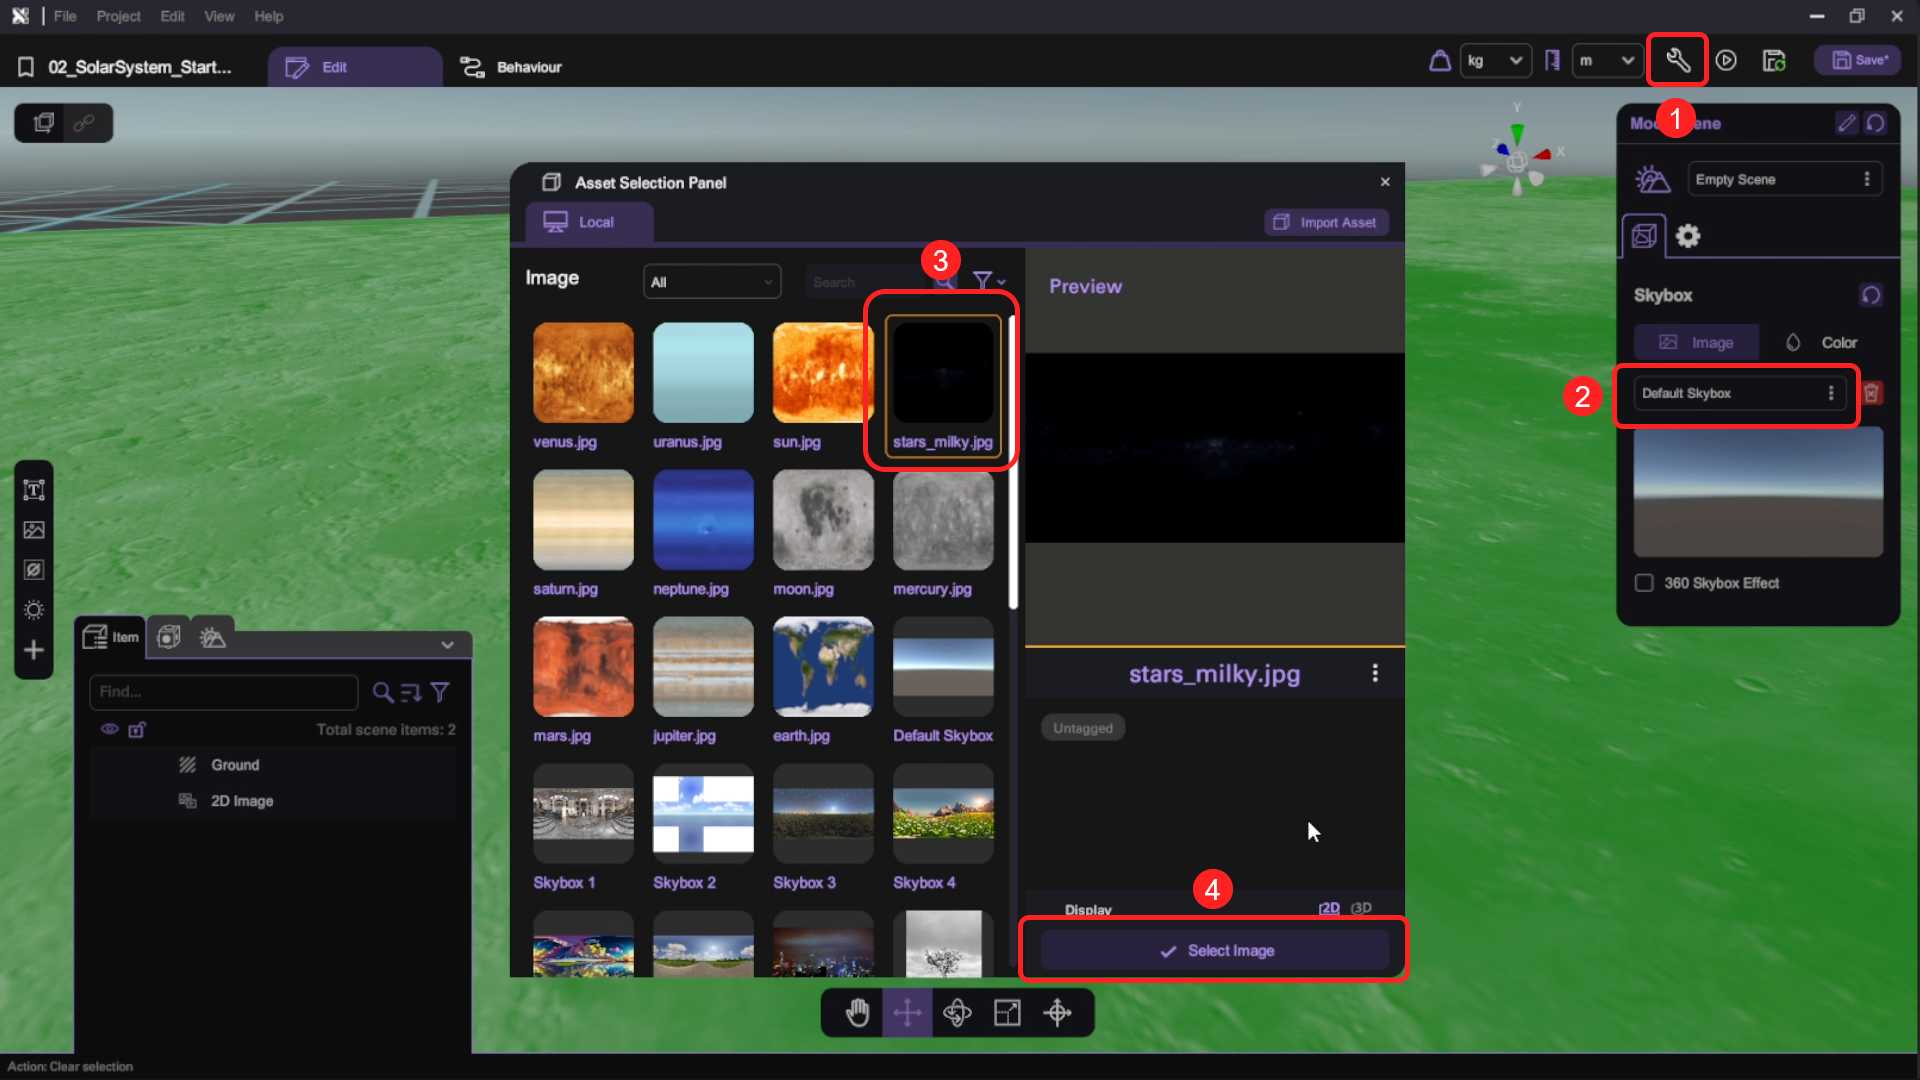 File Project Edit View Help
02_SolarSystem_Start... Edit Behaviour kg m Save*
1
Y
X
Z
Empty Scene
Asset Selection Panel
Local Import Asset
3
Image All Search
Preview
Skybox
Image Color
2
Default Skybox
venus.jpg uranus.jpg sun.jpg stars_milky.jpg
saturn.jpg neptune.jpg moon.jpg mercury.jpg
360 Skybox Effect
Item
Find...
stars_milky.jpg
Total scene items: 2
Untagged
mars.jpg jupiter.jpg earth.jpg Default Skybox
Ground
2D Image
Skybox 1 Skybox 2 Skybox 3 Skybox 4
4
Display 2D 3D
Select Image
Action: Clear selection